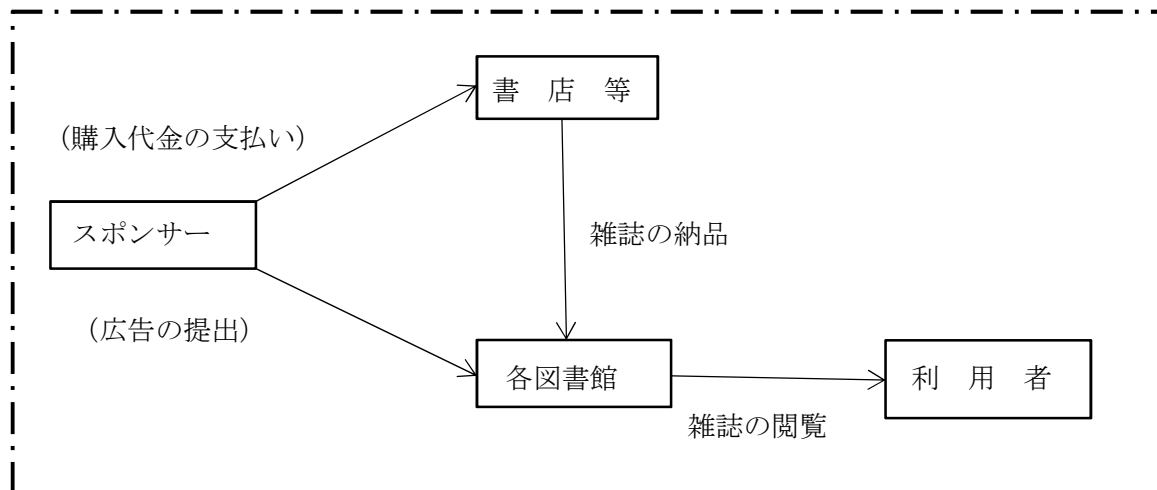 書　店　等
（購入代金の支払い）
スポンサー
雑誌の納品
（広告の提出）
各図書館
利　用　者
雑誌の閲覧